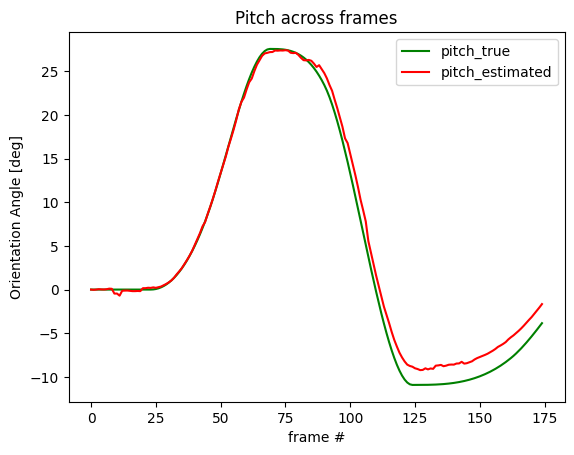 Pitch across frames
pitch_true
pitch_estimated
Orientation Angle [deg]
25
20
15
10
5
0
−5
−10
0 25 50 75 100 125 150 175
frame #